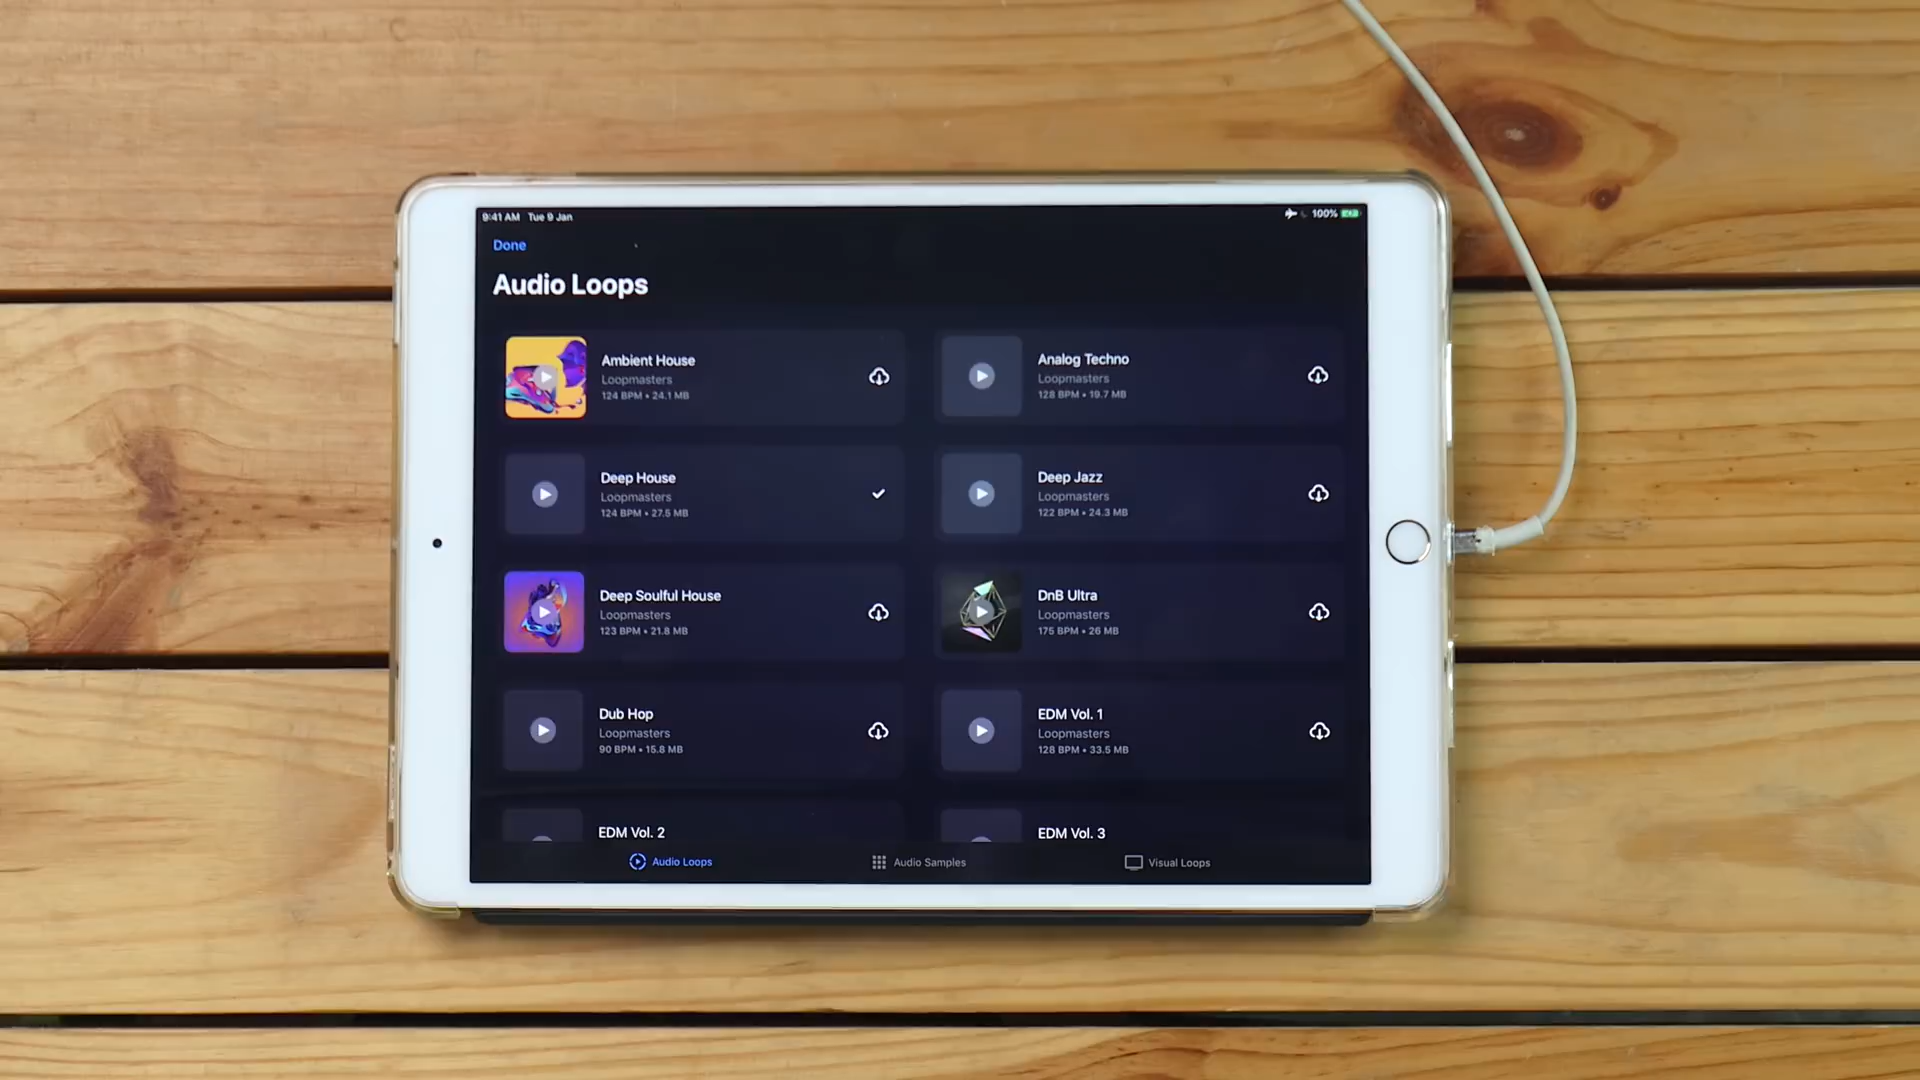 9:41 AM Tue 9 Jan
100%
Done
Audio Loops
Ambient House
Loopmasters
124 BPM • 24.1 MB
Analog Techno
Loopmasters
128 BPM • 19.7 MB
Deep House
Loopmasters
124 BPM • 27.5 MB
Deep Jazz
Loopmasters
122 BPM • 24.3 MB
Deep Soulful House
Loopmasters
123 BPM • 21.8 MB
DnB Ultra
Loopmasters
175 BPM • 26 MB
Dub Hop
Loopmasters
90 BPM • 15.8 MB
EDM Vol. 1
Loopmasters
128 BPM • 33.5 MB
EDM Vol. 2
EDM Vol. 3
Audio Loops
Audio Samples
Visual Loops